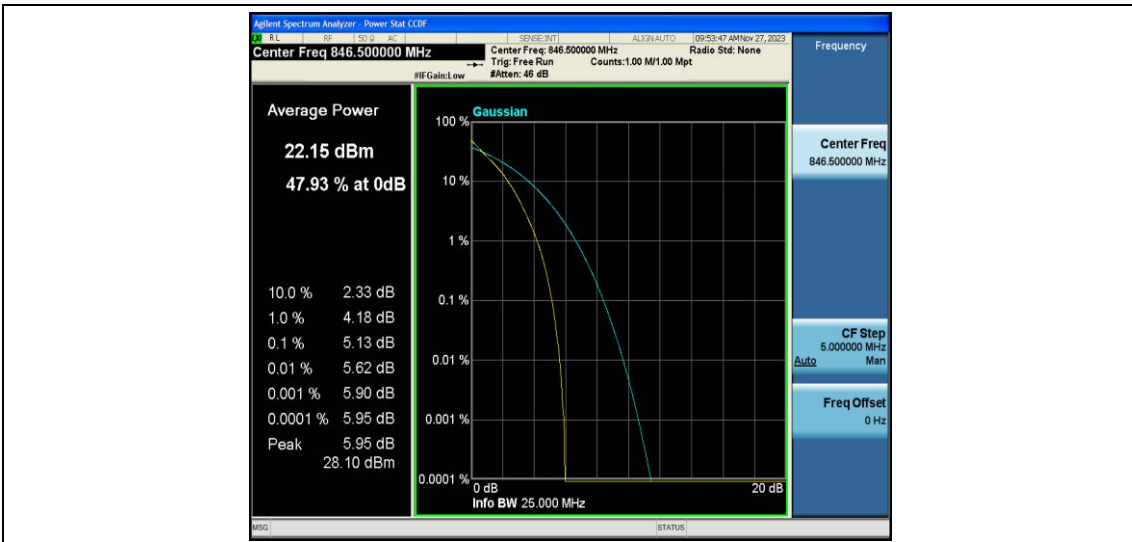 Agilent Spectrum Analyzer - Power Stat CCDF
RL RF 50 Ω AC SENSE:INT ALIGN AUTO 09:53:47 AM Nov 27, 2023
Center Freq 846.500000 MHz
Center Freq: 846.500000 MHz Radio Std: None
Trig: Free Run Counts:1.00 M/1.00 Mpt
#IFGain:Low #Atten: 46 dB
Frequency
Average Power
22.15 dBm
47.93 % at 0dB
10.0 % 2.33 dB
1.0 % 4.18 dB
0.1 % 5.13 dB
0.01 % 5.62 dB
0.001 % 5.90 dB
0.0001 % 5.95 dB
Peak 5.95 dB
28.10 dBm
Gaussian
100 %
10 %
1 %
0.1 %
0.01 %
0.001 %
0.0001 %
0 dB 20 dB
Info BW 25.000 MHz
Center Freq
846.500000 MHz
CF Step
5.000000 MHz
Auto Man
Freq Offset
0 Hz
MSG STATUS